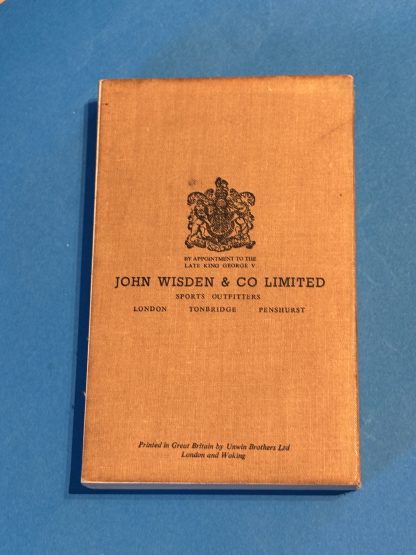 BY APPOINTMENT TO THE
LATE KING GEORGE V
JOHN WISDEN & CO LIMITED
SPORTS OUTFITTERS
LONDON TONBRIDGE PENSHURST
Printed in Great Britain by Unwin Brothers Ltd
London and Woking